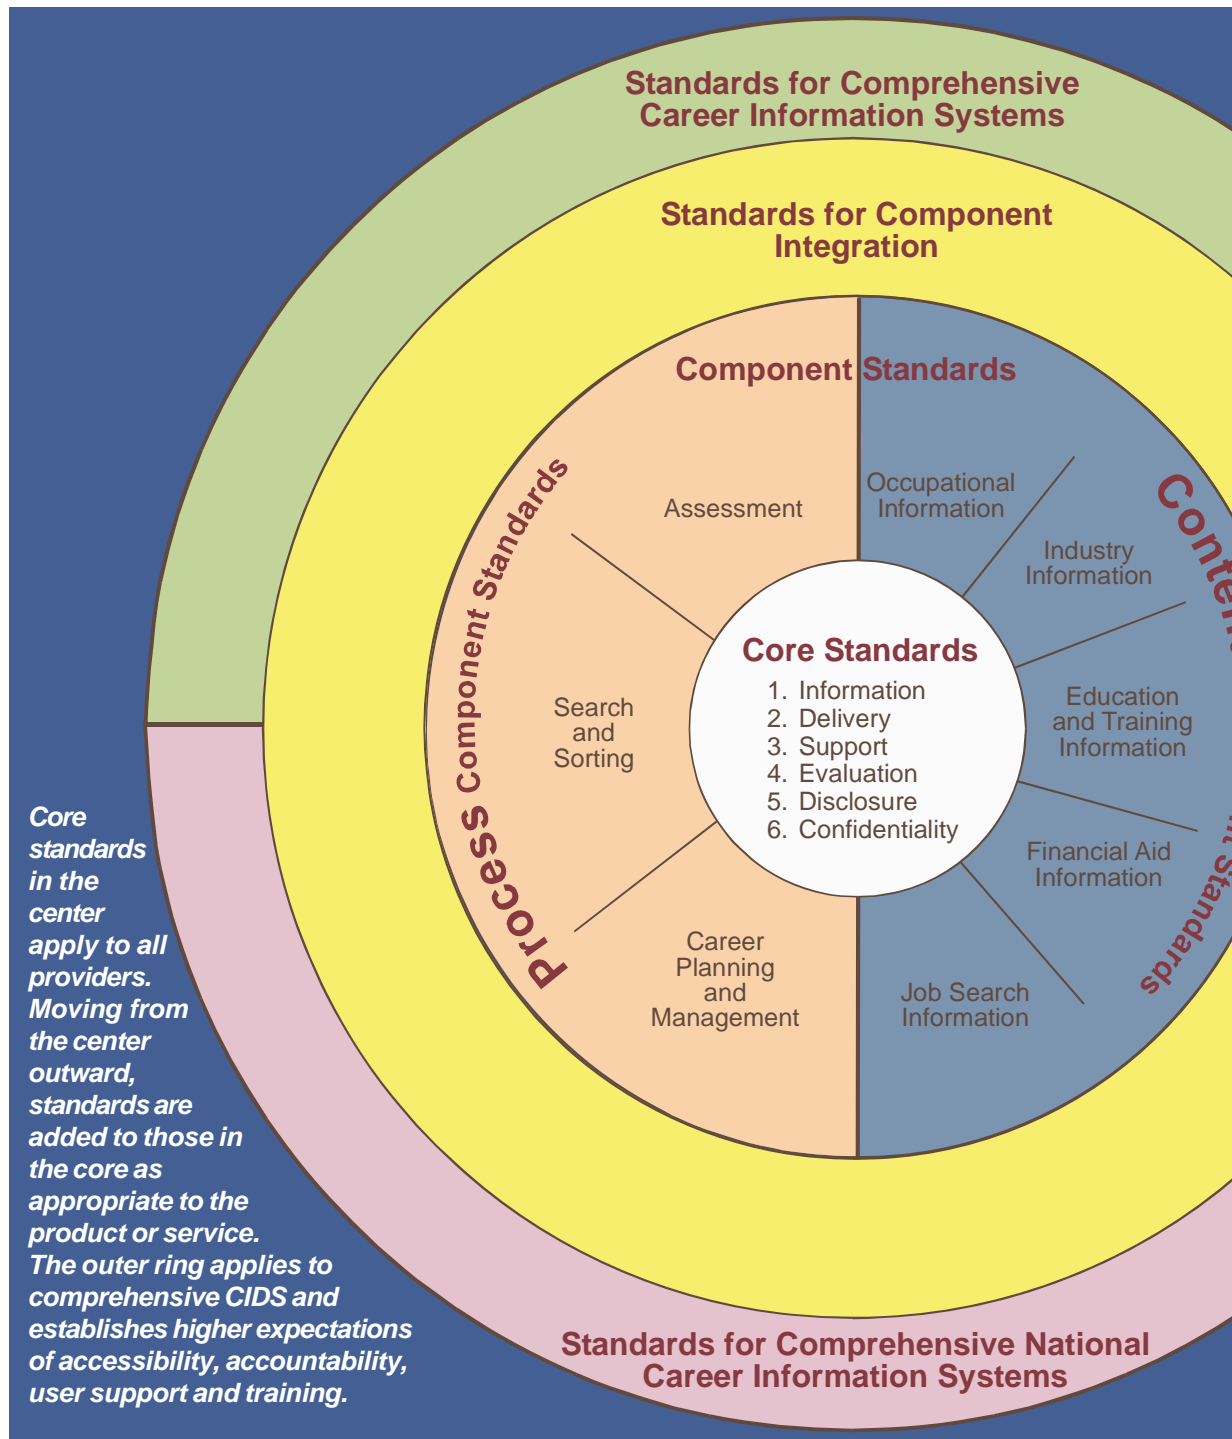 Standards for Comprehensive
Career Information Systems
Standards for Component
Integration
Component Standards
Process Component Standards
Assessment
Search
and
Sorting
Career
Planning
and
Management
Occupational
Information
Industry
Information
Education
and Training
Information
Financial Aid
Information
Job Search
Information
Standards
Core Standards
1. Information
2. Delivery
3. Support
4. Evaluation
5. Disclosure
6. Confidentiality
Core
standards
in the
center
apply to all
providers.
Moving from
the center
outward,
standards are
added to those in
the core as
appropriate to the
product or service.
The outer ring applies to
comprehensive CIDS and
establishes higher expectations
of accessibility, accountability,
user support and training.
Standards for Comprehensive National
Career Information Systems